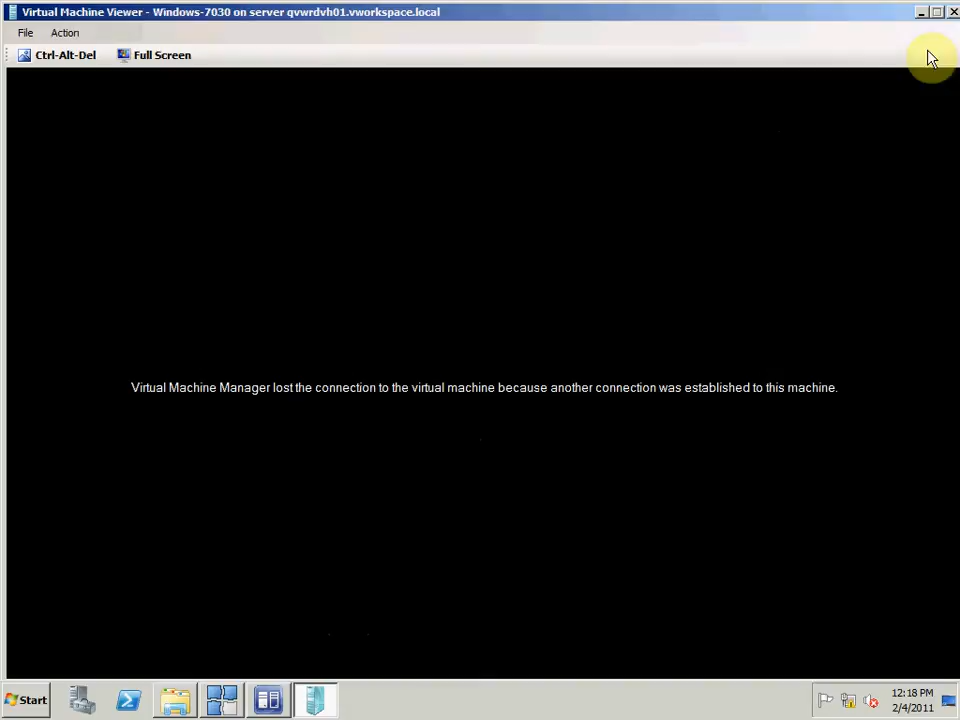 Virtual Machine Viewer - Windows-7030 on server qvwrdvh01.vworkspace.local
File Action
Ctrl-Alt-Del Full Screen
Virtual Machine Manager lost the connection to the virtual machine because another connection was established to this machine.
Start
12:18 PM
2/4/2011